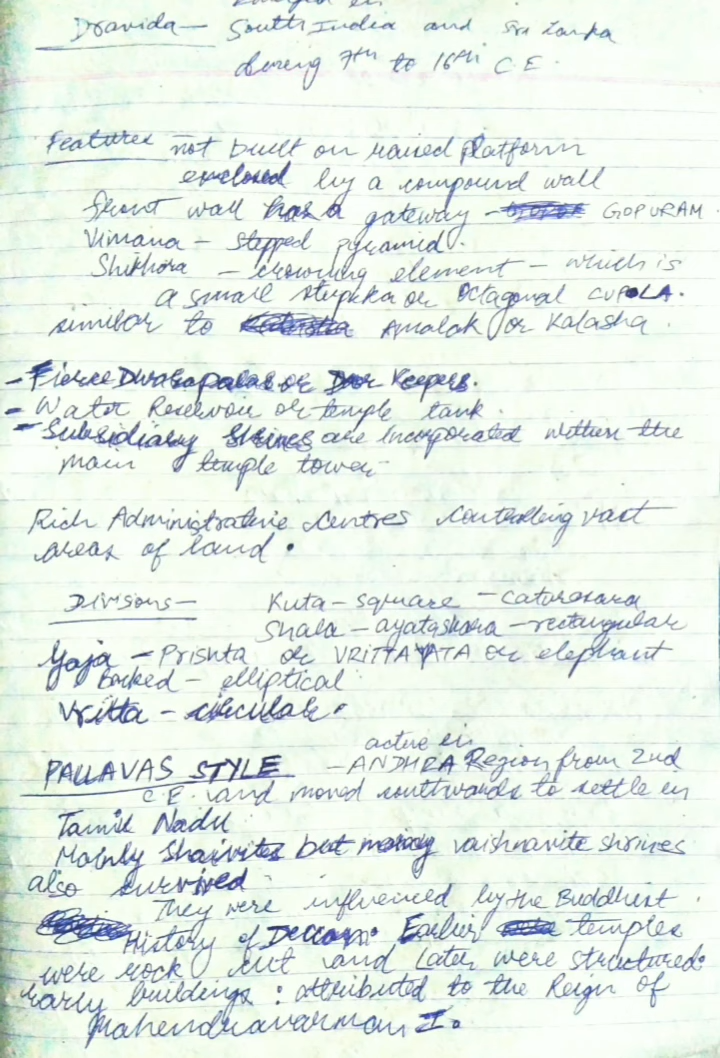 Dravida — South India and Sri Lanka
during 7th to 16th C.E.
Features not built on raised Platform
enclosed by a compound wall
front wall has a gateway - GOPURAM.
Vimana - stepped pyramid.
Shikhara - crowning element - which is
a small stupika or Octagonal CUPOLA.
similar to Amalak or Kalasha.
- Fierce Dwarapalas or Door Keepers.
- Water Reservoir or temple tank.
- Subsidiary Shrines are Incorporated within the
main temple tower
Rich Administrative Centres controlling vast
areas of land.
Divisons - Kuta - square - caturasara
Shala - ayatashara - rectangular
Gaja - Prishta or VRITTAYATA or elephant
backed - elliptical
Vritta - circular.
PALLAVAS STYLE - active in
ANDHRA Region from 2nd
C.E. and moved southwards to settle in
Tamil Nadu
Mainly Shaivites but many vaishnavite shrines
also survived
They were influenced by the Buddhist
History of Deccan. Earlier temples
were rock cut and Later were structured.
Early buildings : attributed to the Reign of
Mahendravarman I.